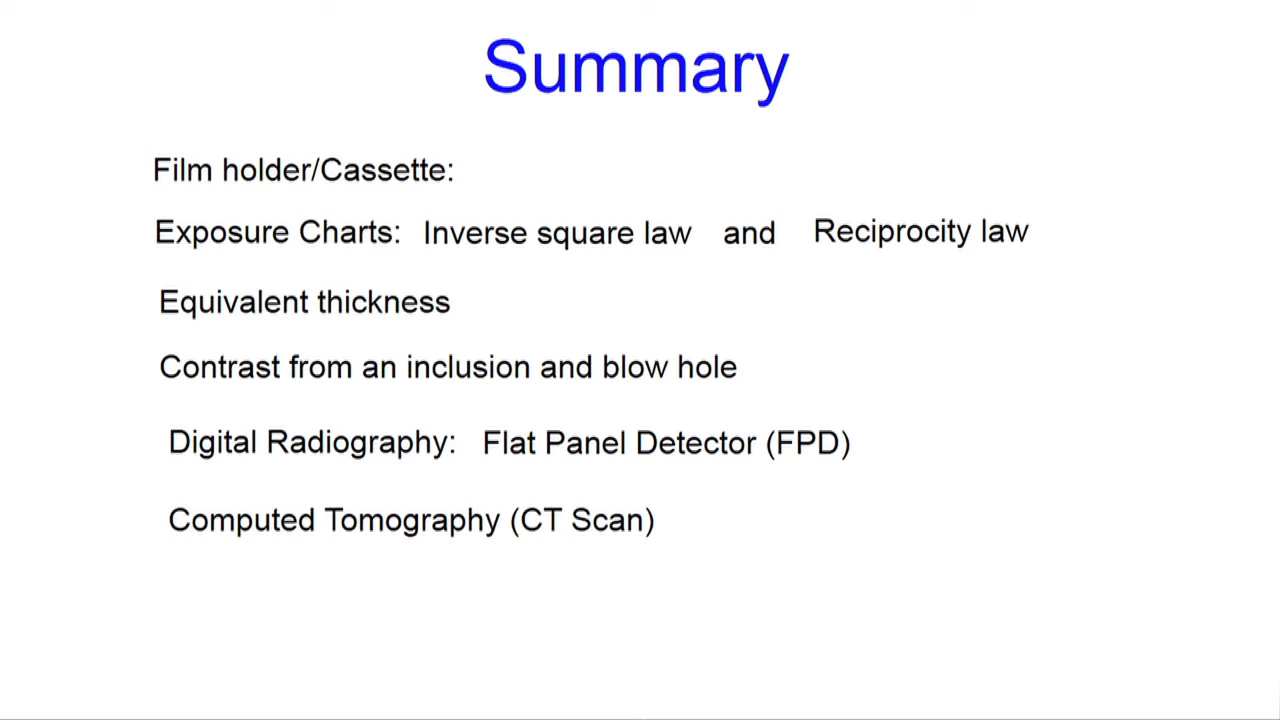 Summary
Film holder/Cassette:
Exposure Charts: Inverse square law and Reciprocity law
Equivalent thickness
Contrast from an inclusion and blow hole
Digital Radiography: Flat Panel Detector (FPD)
Computed Tomography (CT Scan)